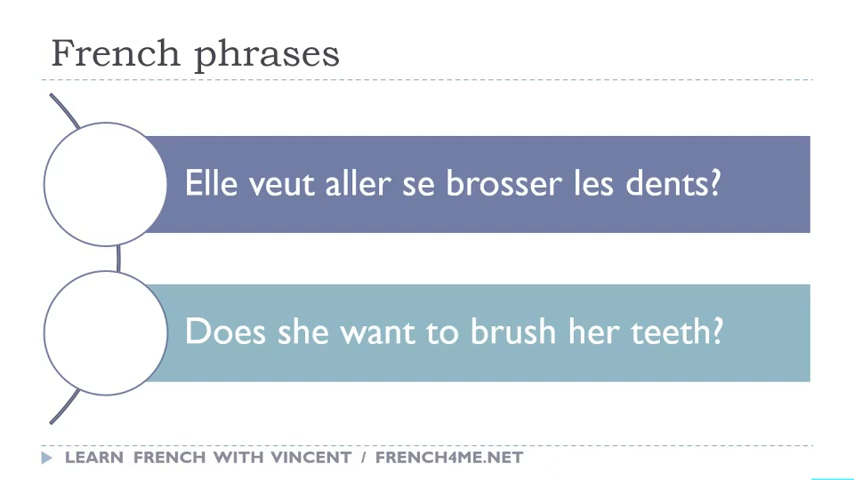 French phrases
Elle veut aller se brosser les dents?
Does she want to brush her teeth?
LEARN FRENCH WITH VINCENT / FRENCH4ME.NET